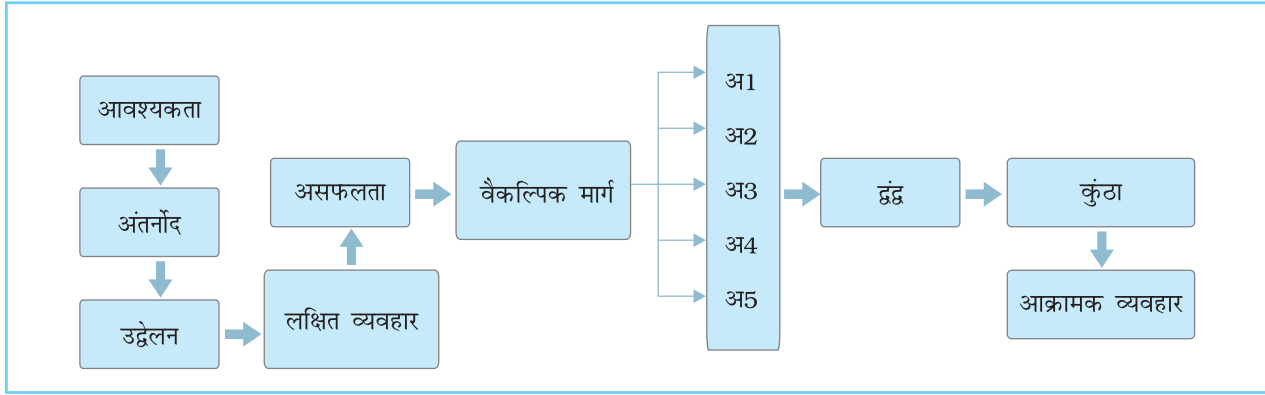 आवश्यकता
अंतर्नोद
उद्वेलन
लक्षित व्यवहार
असफलता
वैकल्पिक मार्ग
अ1
अ2
अ3
अ4
अ5
द्वंद्व
कुंठा
आक्रामक व्यवहार